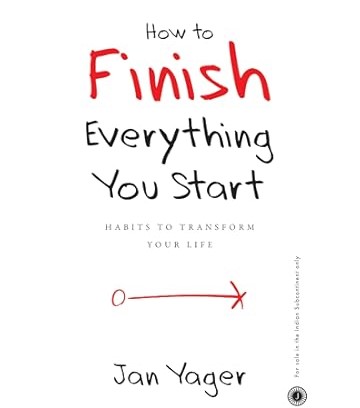 How to
Finish
Everything
You Start
HABITS TO TRANSFORM
YOUR LIFE
Jan Yager
For sale in the Indian Subcontinent only
J